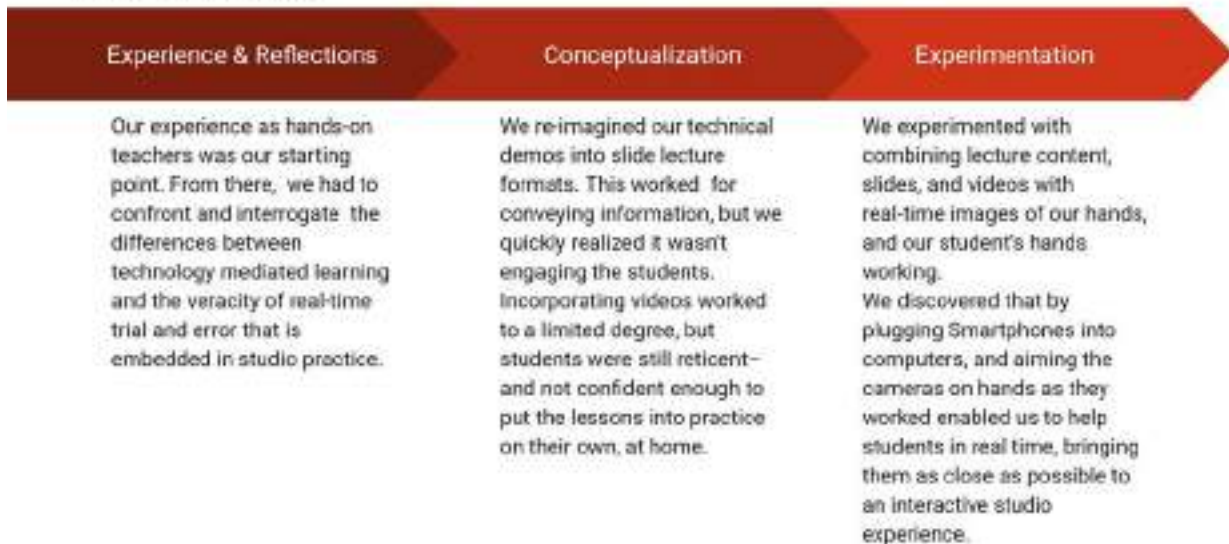 Experience & Reflections
Our experience as hands-on
teachers was our starting
point. From there, we had to
confront and interrogate the
differences between
technology mediated learning
and the veracity of real-time
trial and error that is
embedded in studio practice.
Conceptualization
We re-imagined our technical
demos into slide lecture
formats. This worked for
conveying information, but we
quickly realized it wasn't
engaging the students.
Incorporating videos worked
to a limited degree, but
students were still reticent–
and not confident enough to
put the lessons into practice
on their own, at home.
Experimentation
We experimented with
combining lecture content,
slides, and videos with
real-time images of our hands,
and our student's hands
working.
We discovered that by
plugging Smartphones into
computers, and aiming the
cameras on hands as they
worked enabled us to help
students in real time, bringing
them as close as possible to
an interactive studio
experience.